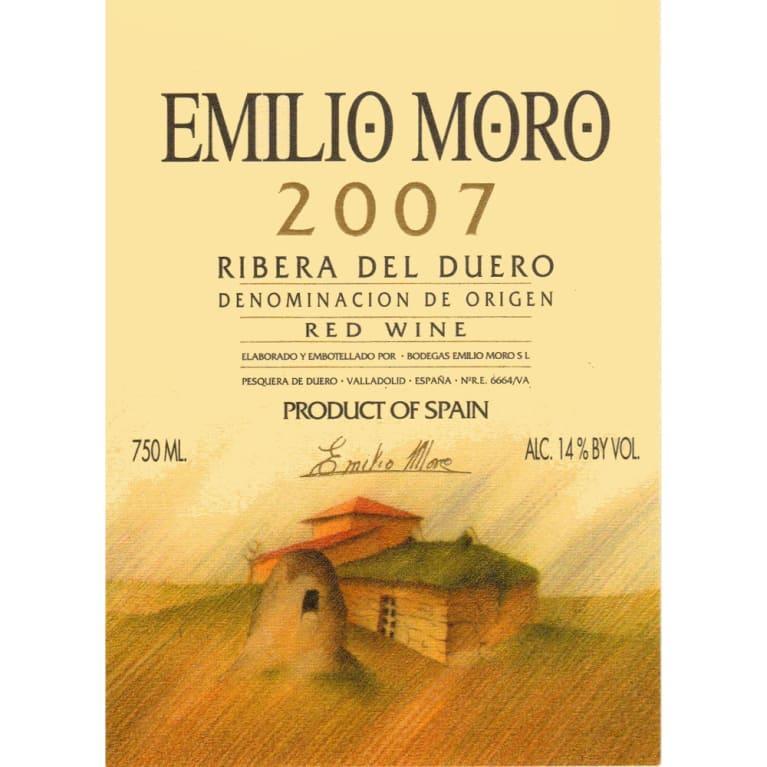 EMILIO MORO
2007
RIBERA DEL DUERO
DENOMINACION DE ORIGEN
RED WINE
ELABORADO Y EMBOTELLADO POR · BODEGAS EMILIO MORO S L
PESQUERA DE DUERO · VALLADOLID · ESPAÑA · NºR.E. 6664/VA
PRODUCT OF SPAIN
750 ML. Emilio Moro ALC. 14 % BY VOL.